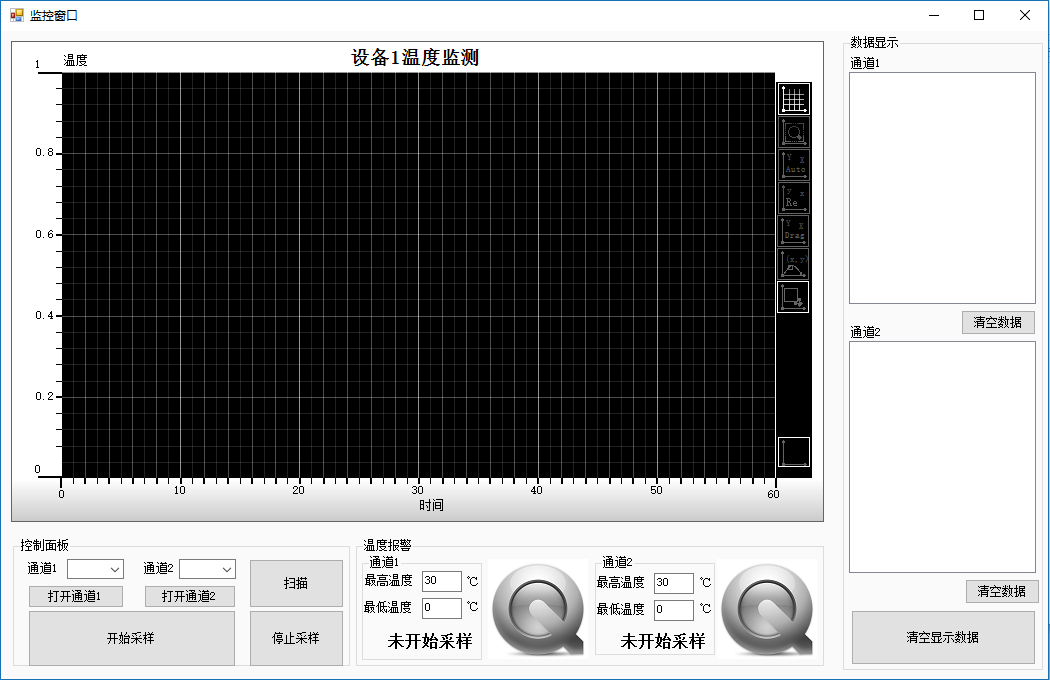 监控窗口
设备1温度监测
温度
1
0.8
0.6
0.4
0.2
0
0 10 20 30 40 50 60
时间
Y X
Auto
y x
Re
Y X
Drag
(x,y)
数据显示
通道1
清空数据
通道2
清空数据
清空显示数据
控制面板
通道1 通道2
打开通道1 打开通道2
扫描
开始采样 停止采样
温度报警
通道1
最高温度 30 ℃
最低温度 0 ℃
未开始采样
通道2
最高温度 30 ℃
最低温度 0 ℃
未开始采样